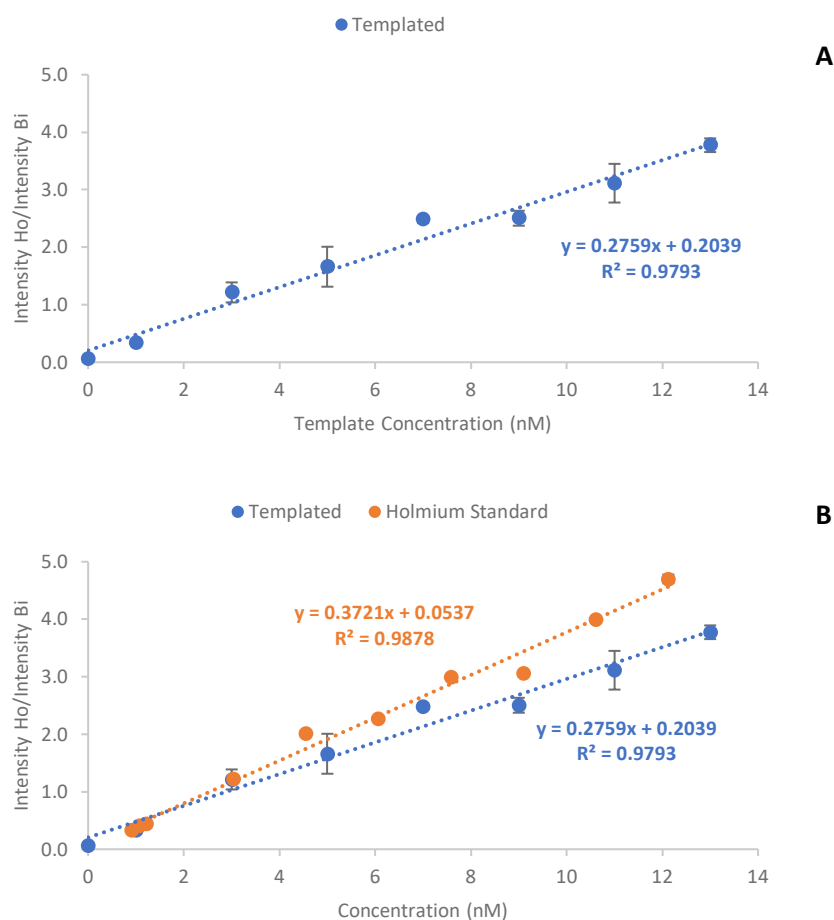 Templated
A
5.0
4.0
3.0
2.0
1.0
0.0
Intensity Ho/Intensity Bi
y = 0.2759x + 0.2039
R² = 0.9793
0 2 4 6 8 10 12 14
Template Concentration (nM)
Templated Holmium Standard
B
5.0
4.0
3.0
2.0
1.0
0.0
Intensity Ho/Intensity Bi
y = 0.3721x + 0.0537
R² = 0.9878
y = 0.2759x + 0.2039
R² = 0.9793
0 2 4 6 8 10 12 14
Concentration (nM)